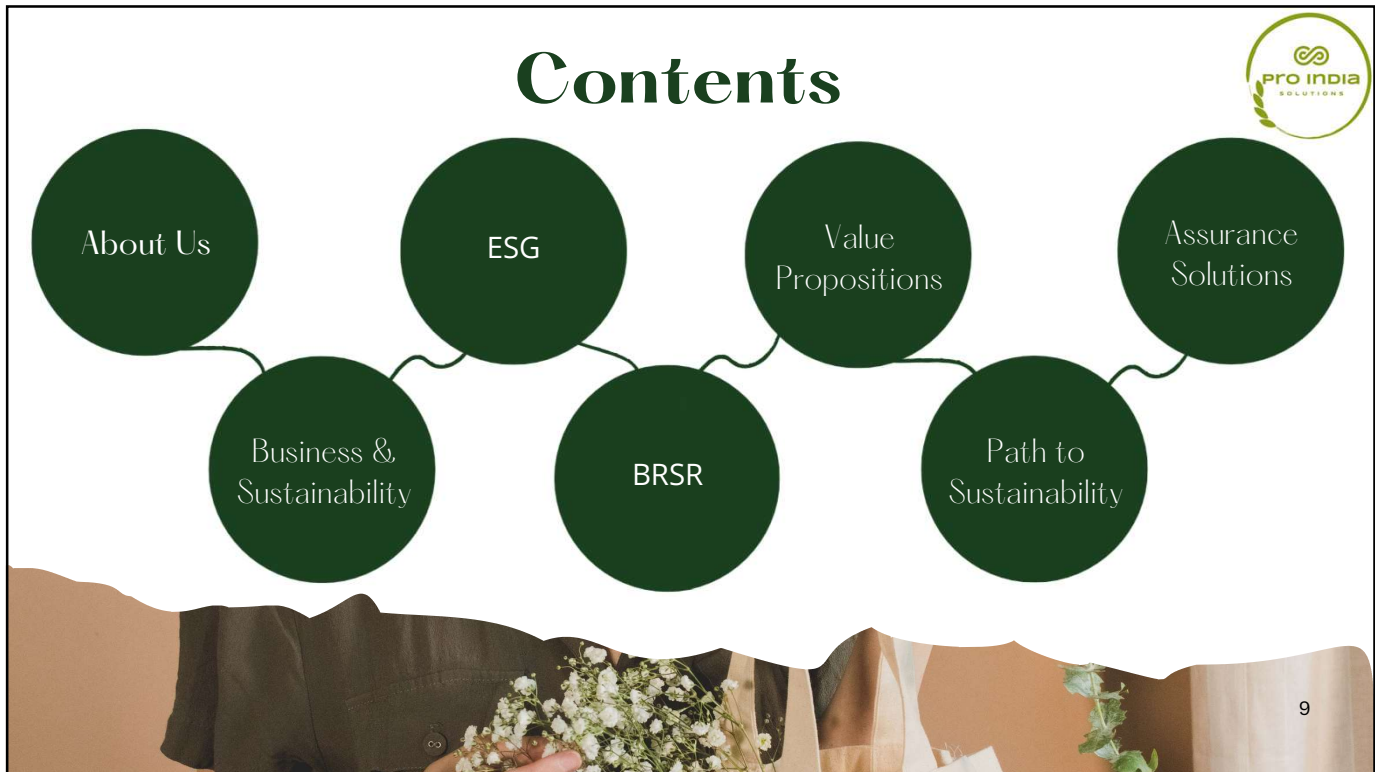 Contents
PRO INDIA
SOLUTIONS
About Us
Business &
Sustainability
ESG
BRSR
Value
Propositions
Path to
Sustainability
Assurance
Solutions
9